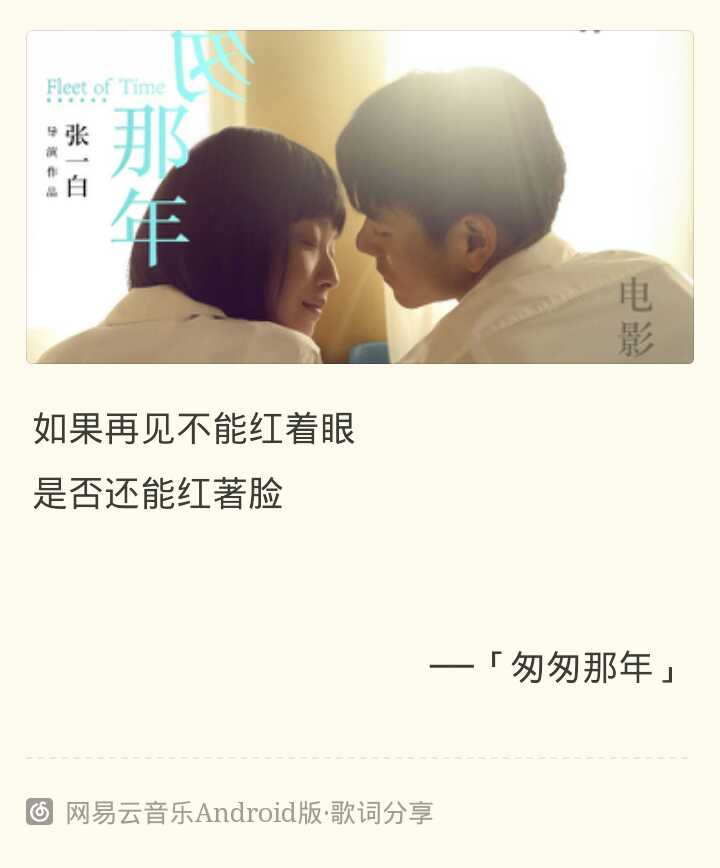 匆
那
年
Fleet of Time
张一白
导演作品
电影
如果再见不能红着眼
是否还能红著脸
──「匆匆那年」
网易云音乐Android版·歌词分享